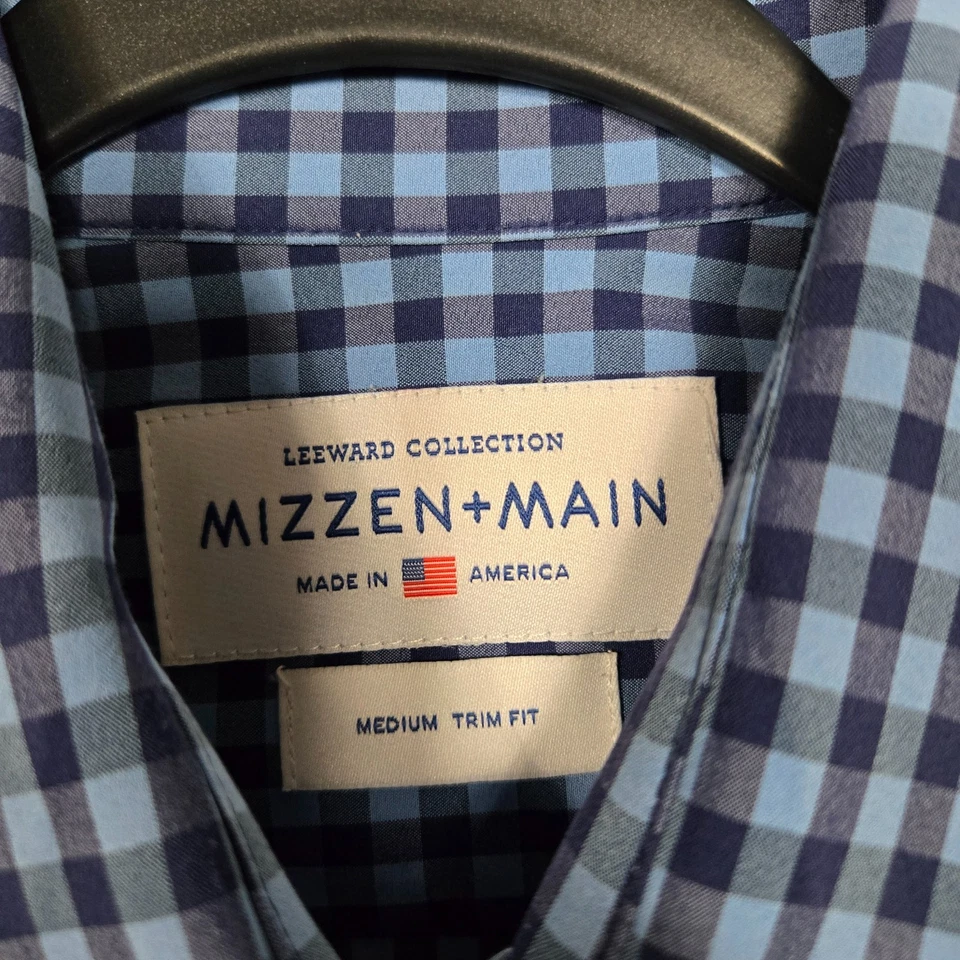 LEEWARD COLLECTION
MIZZEN+MAIN
MADE IN AMERICA
MEDIUM TRIM FIT